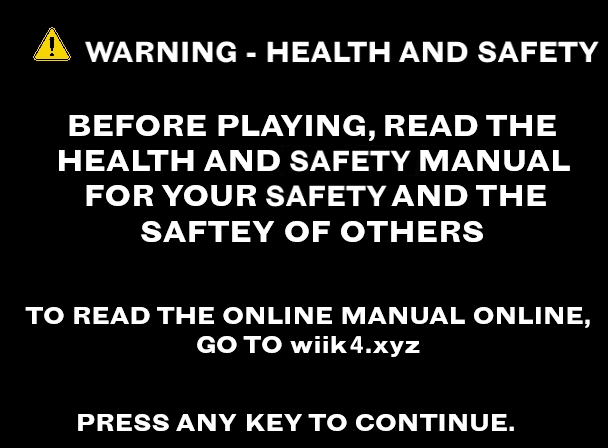 WARNING - HEALTH AND SAFETY
BEFORE PLAYING, READ THE
HEALTH AND SAFETY MANUAL
FOR YOUR SAFETY AND THE
SAFTEY OF OTHERS
TO READ THE ONLINE MANUAL ONLINE,
GO TO wiik4.xyz
PRESS ANY KEY TO CONTINUE.